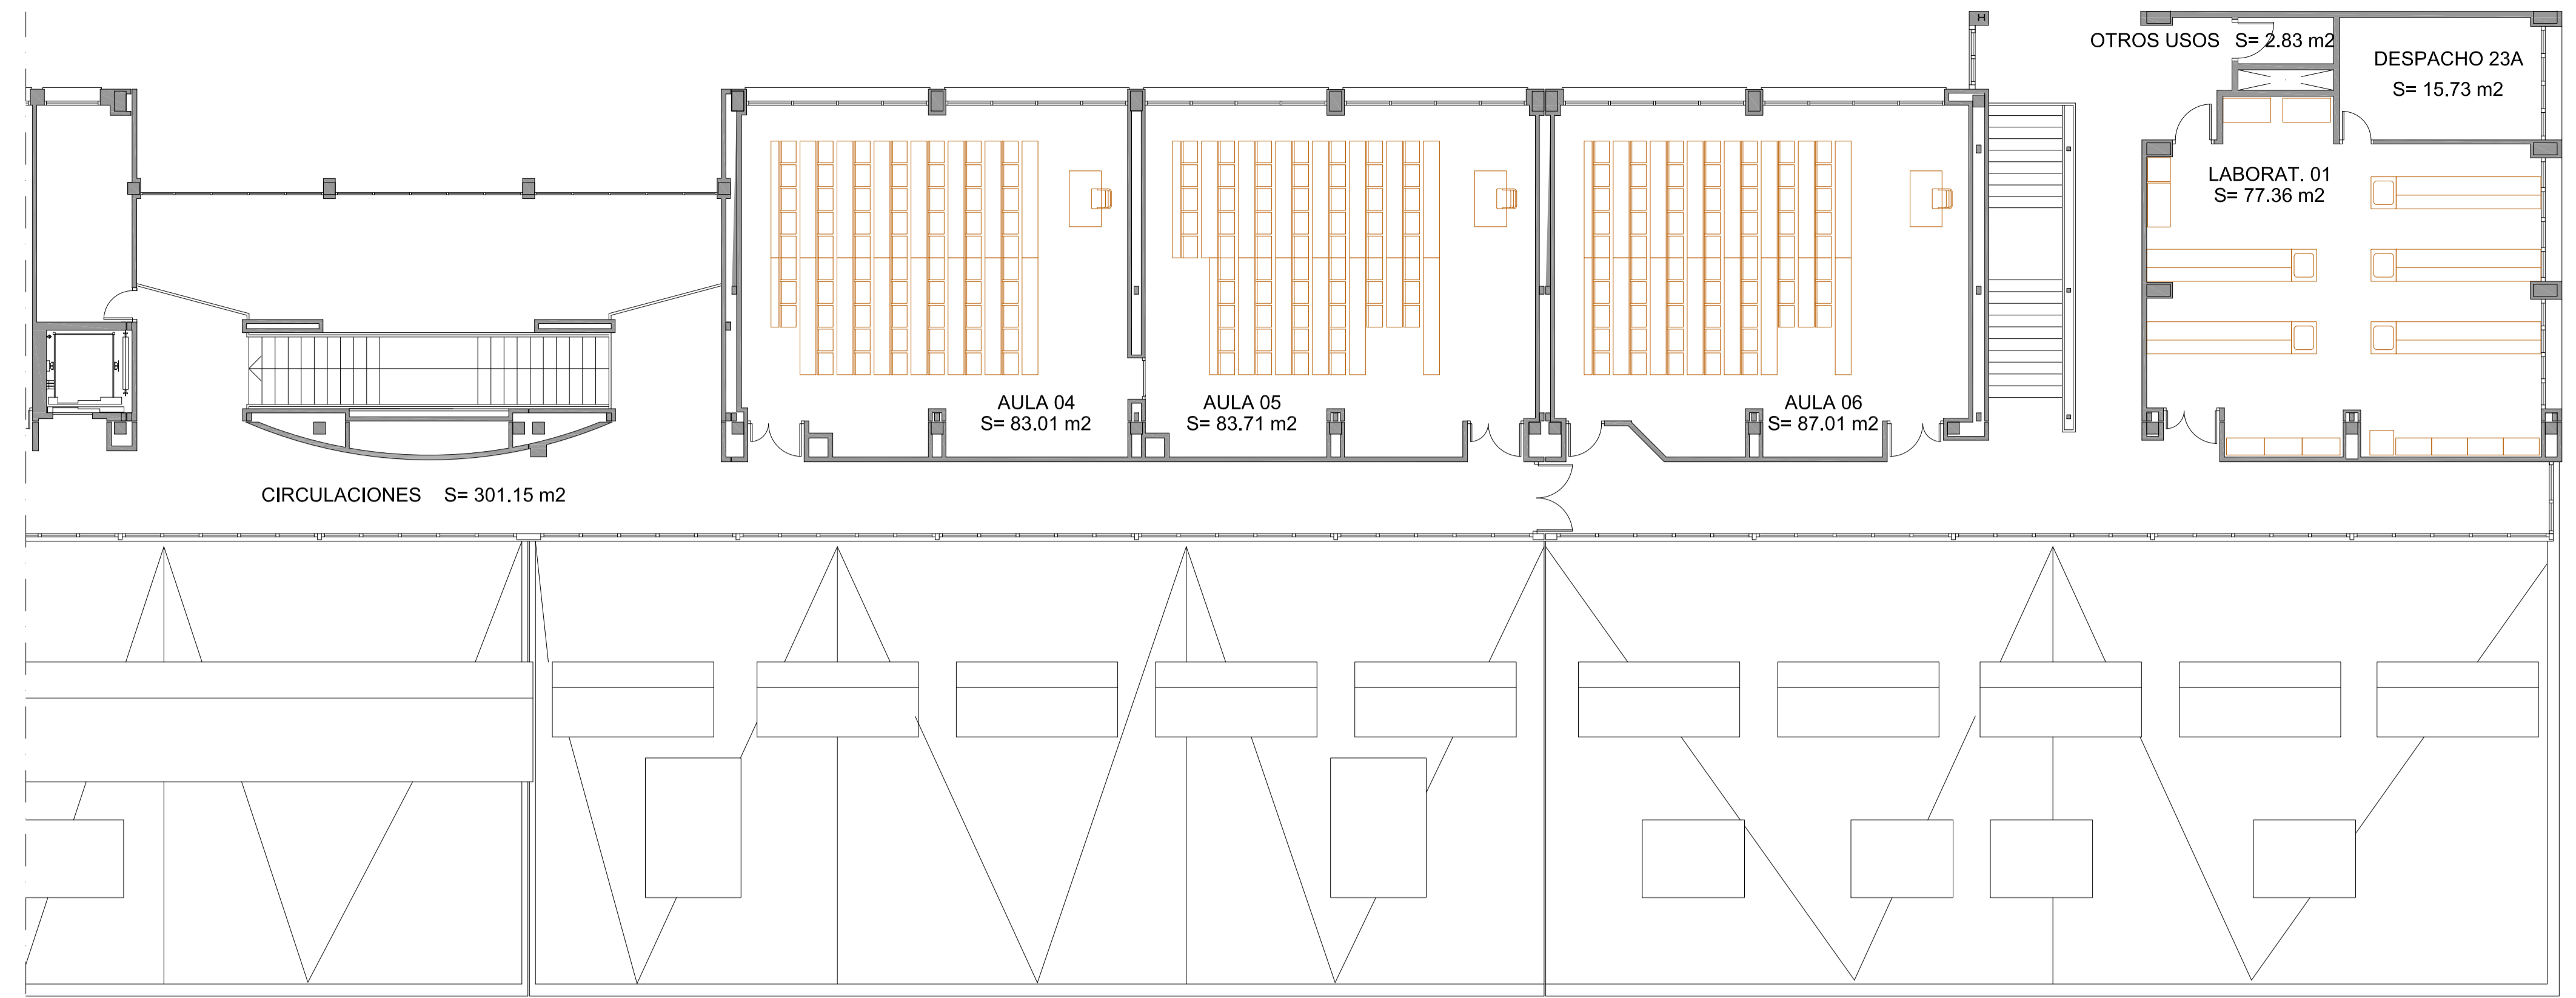 OTROS USOS S= 2.83 m2
DESPACHO 23A
S= 15.73 m2
LABORAT. 01
S= 77.36 m2
AULA 04
S= 83.01 m2
AULA 05
S= 83.71 m2
AULA 06
S= 87.01 m2
CIRCULACIONES S= 301.15 m2